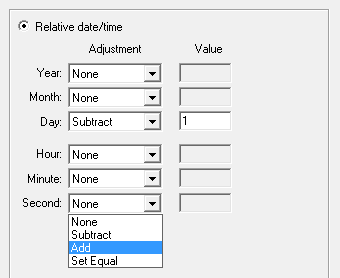 Relative date/time
Adjustment Value
Year: None
Month: None
Day: Subtract 1
Hour: None
Minute: None
Second: None
None
Subtract
Add
Set Equal